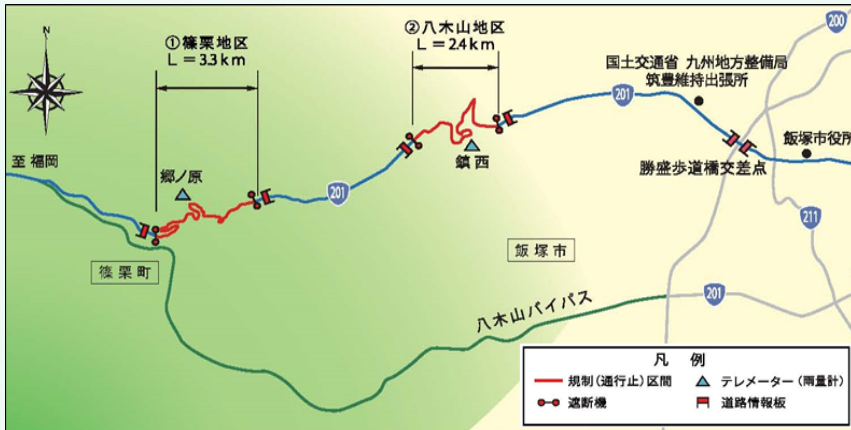 N
①篠栗地区
L=3.3km
②八木山地区
L=2.4km
国土交通省 九州地方整備局
筑豊維持出張所
200
201
至福岡
郷ノ原
201
鎮西
勝盛歩道橋交差点
飯塚市役所
211
篠栗町
飯塚市
八木山バイパス
201
凡 例
規制(通行止)区間
テレメーター(雨量計)
遮断機
道路情報板